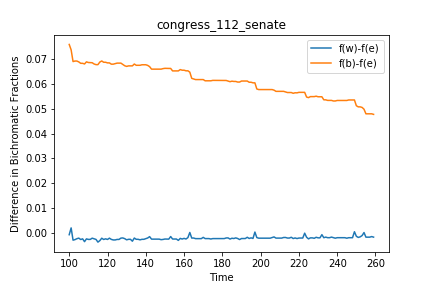 congress_112_senate
f(w)-f(e)
f(b)-f(e)
Difference in Bichromatic Fractions
0.07
0.06
0.05
0.04
0.03
0.02
0.01
0.00
100 120 140 160 180 200 220 240 260
Time